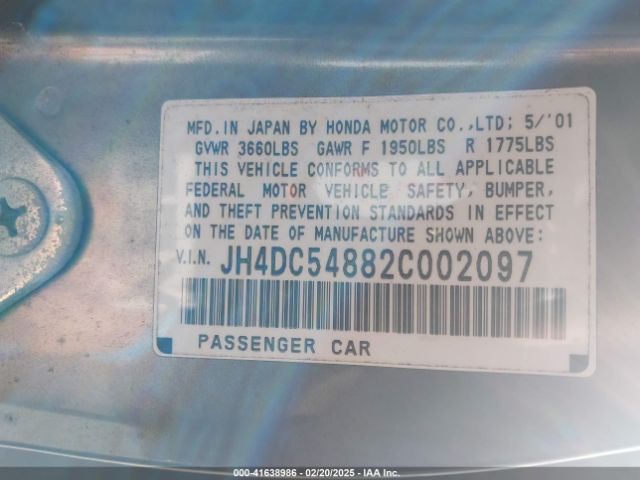 MFD.IN JAPAN BY HONDA MOTOR CO.,LTD; 5/'01
GVWR 3660LBS GAWR F 1950LBS R 1775LBS
THIS VEHICLE CONFORMS TO ALL APPLICABLE
FEDERAL MOTOR VEHICLE SAFETY, BUMPER,
AND THEFT PREVENTION STANDARDS IN EFFECT
ON THE DATE OF MANUFACTURE SHOWN ABOVE:
V.I.N. JH4DC54882C002097
PASSENGER CAR
000-41638986 - 02/20/2025 - IAA Inc.